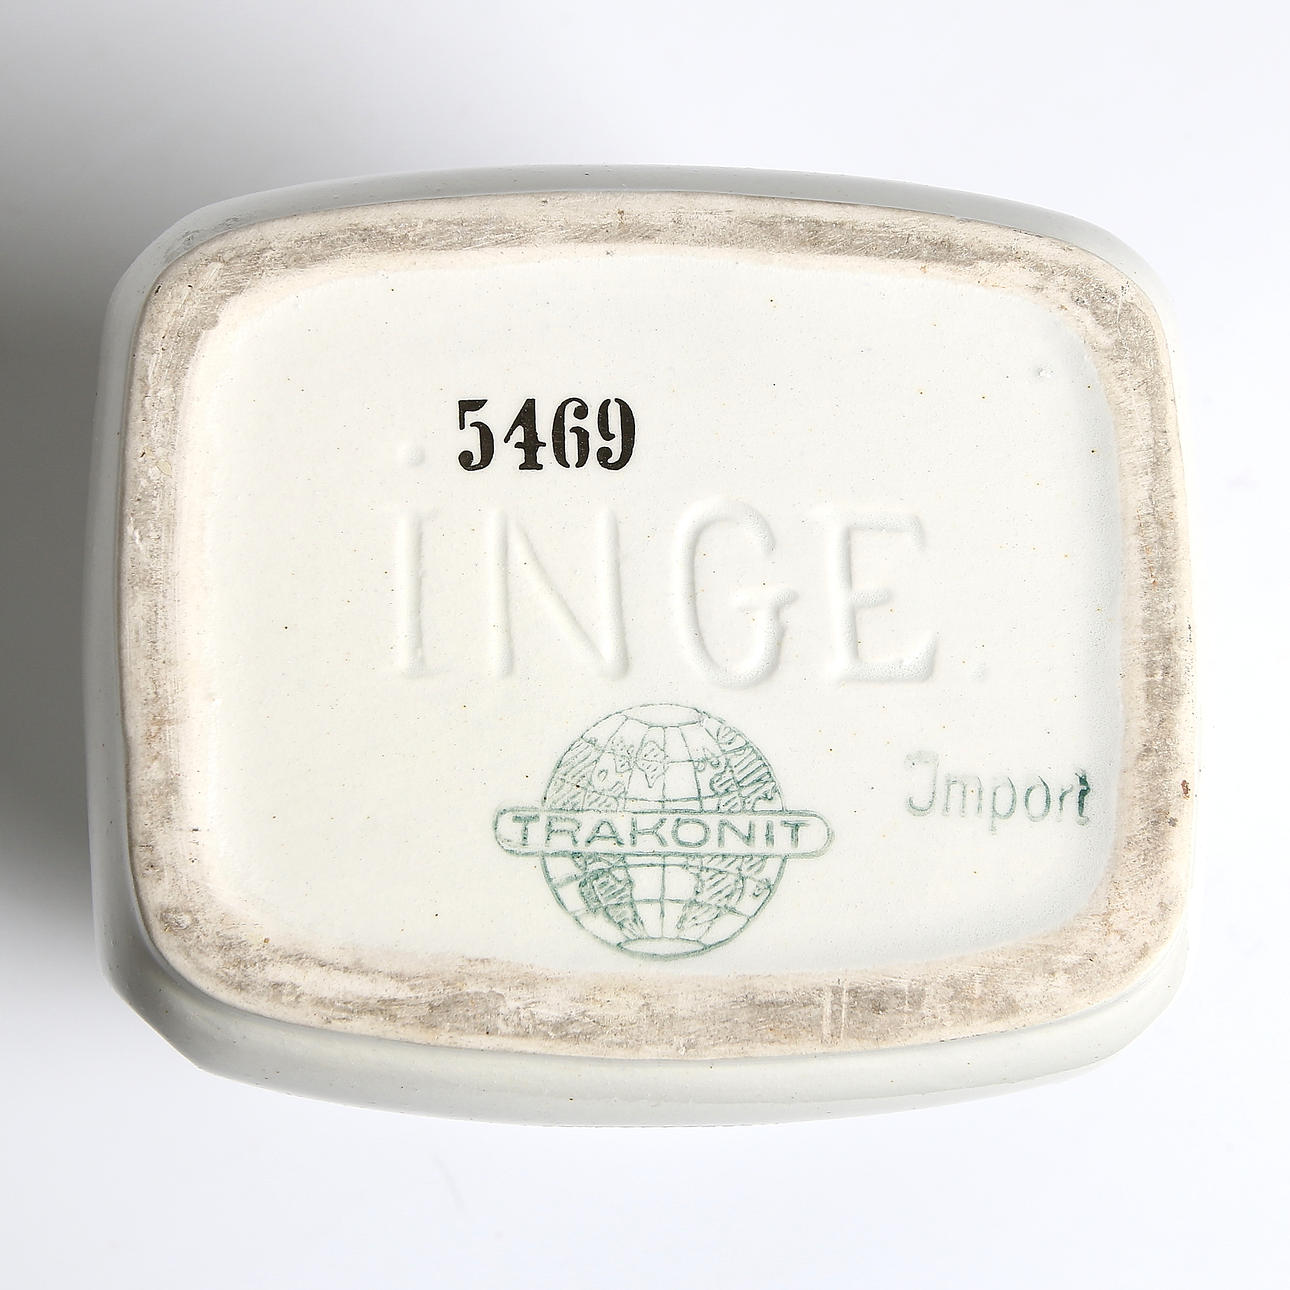 5469
iNGE.
TRAKONIT
Import